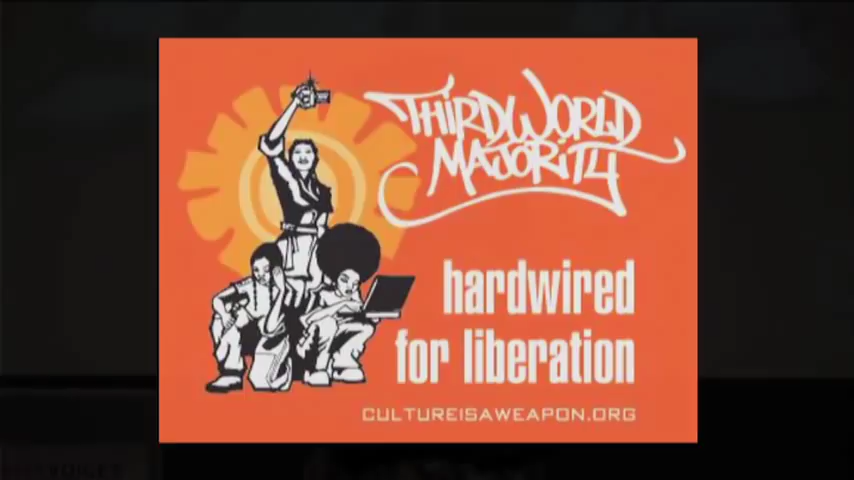 THIRDWORLD
MAJORITY
hardwired
for liberation
CULTUREISAWEAPON.ORG